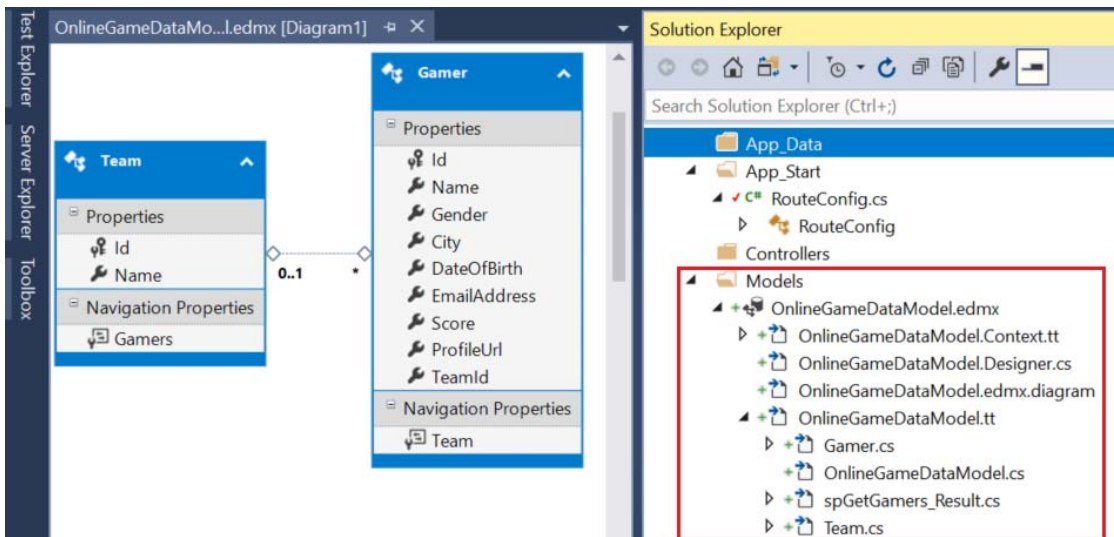 Test Explorer
Server Explorer
Toolbox
OnlineGameDataMo...l.edmx [Diagram1]
Team
Properties
Id
Name
Navigation Properties
Gamers
0..1
*
Gamer
Properties
Id
Name
Gender
City
DateOfBirth
EmailAddress
Score
ProfileUrl
TeamId
Navigation Properties
Team
Solution Explorer
Search Solution Explorer (Ctrl+;)
App_Data
App_Start
C# RouteConfig.cs
RouteConfig
Controllers
Models
OnlineGameDataModel.edmx
OnlineGameDataModel.Context.tt
OnlineGameDataModel.Designer.cs
OnlineGameDataModel.edmx.diagram
OnlineGameDataModel.tt
Gamer.cs
OnlineGameDataModel.cs
spGetGamers_Result.cs
Team.cs